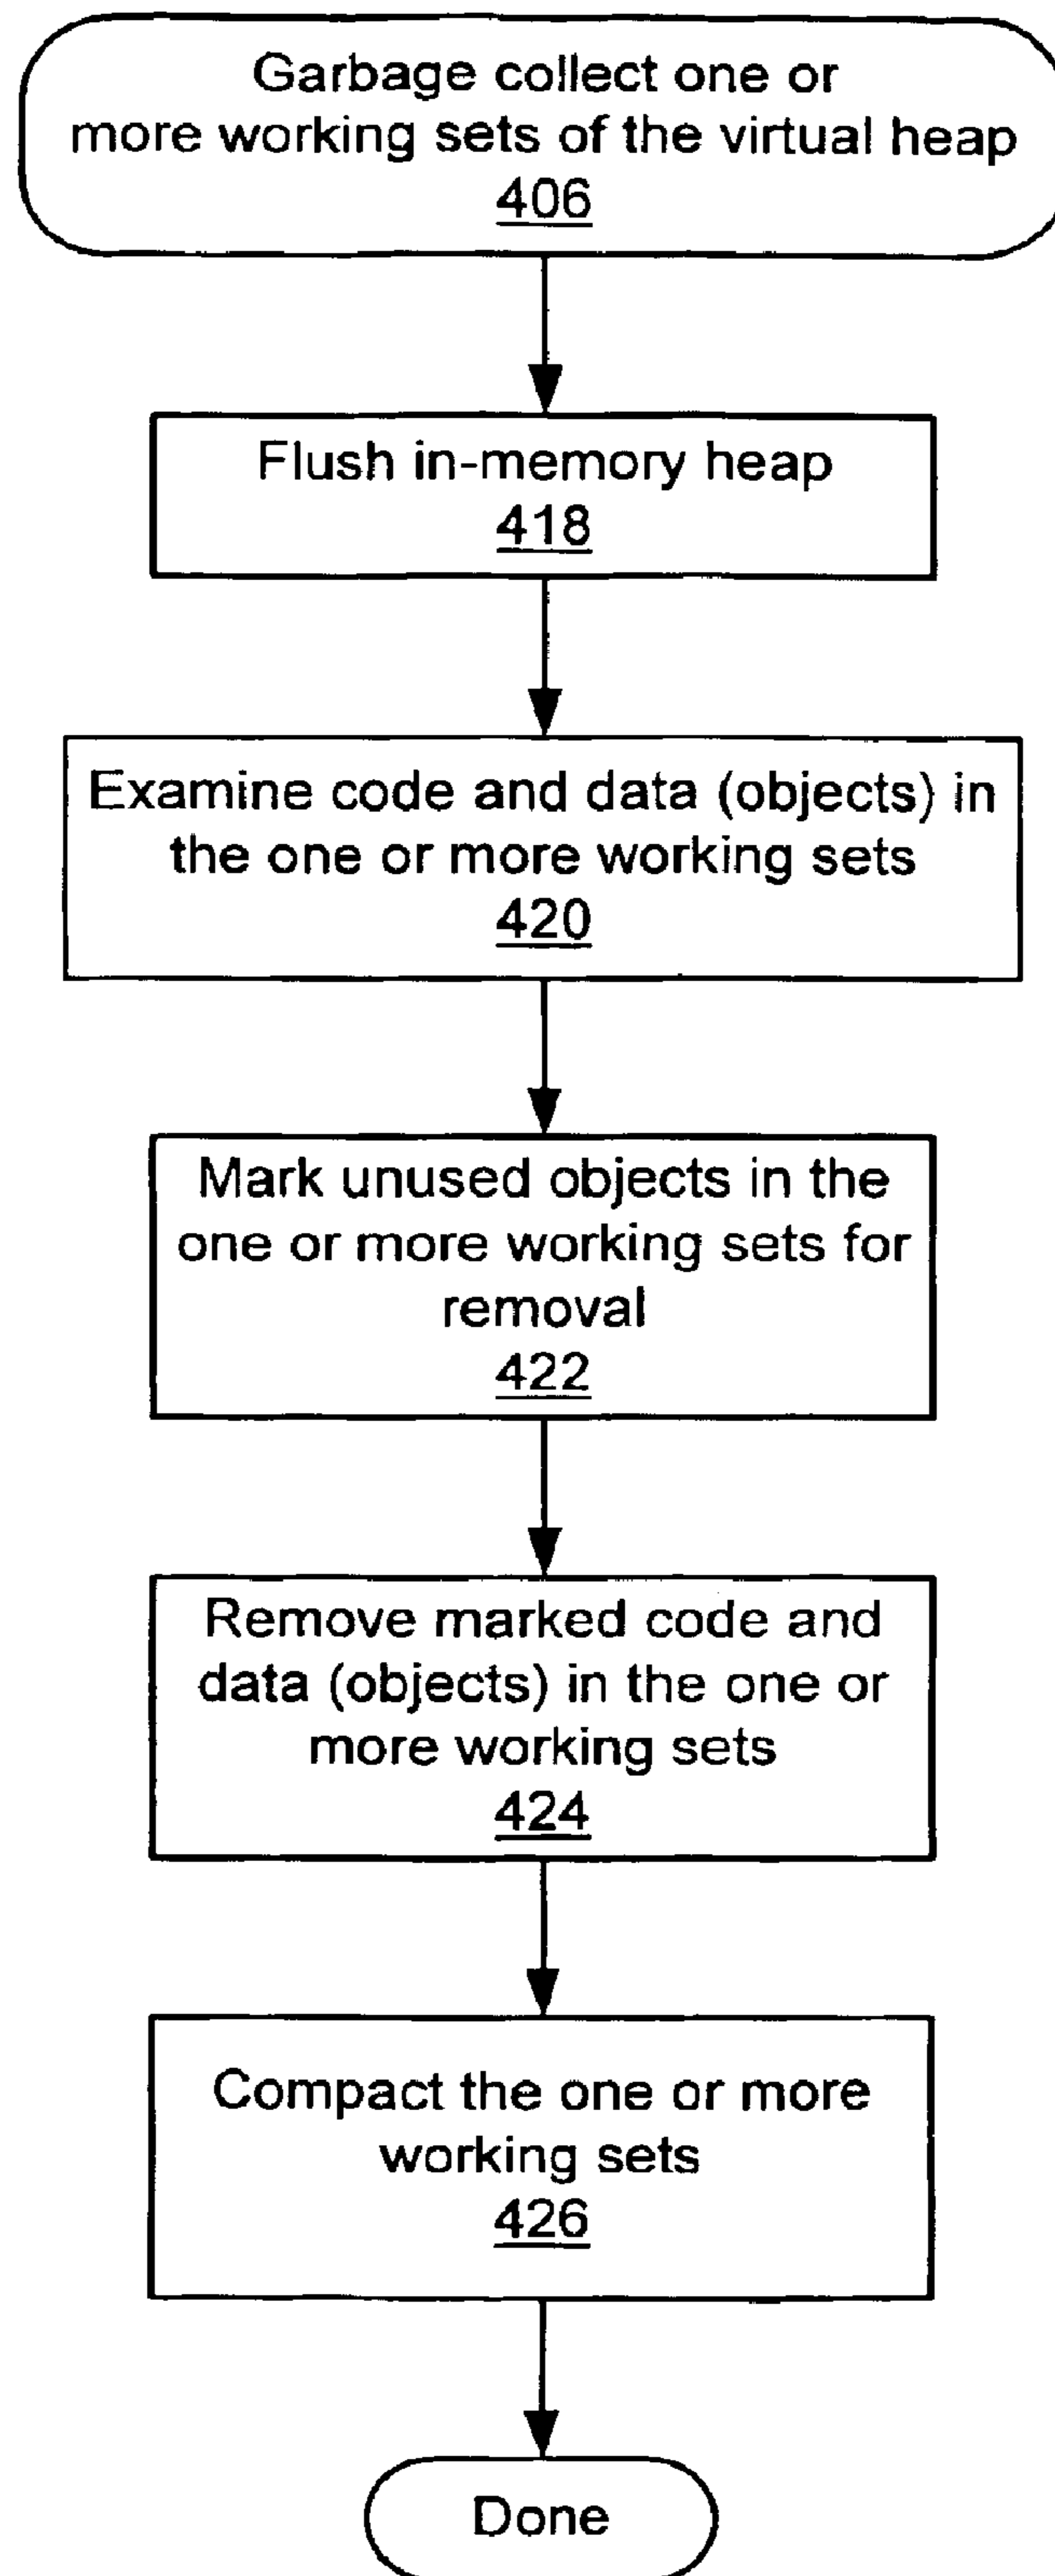 Garbage collect one or
more working sets of the virtual heap
406
Flush in-memory heap
418
Examine code and data (objects) in
the one or more working sets
420
Mark unused objects in the
one or more working sets for
removal
422
Remove marked code and
data (objects) in the one or
more working sets
424
Compact the one or more
working sets
426
Done